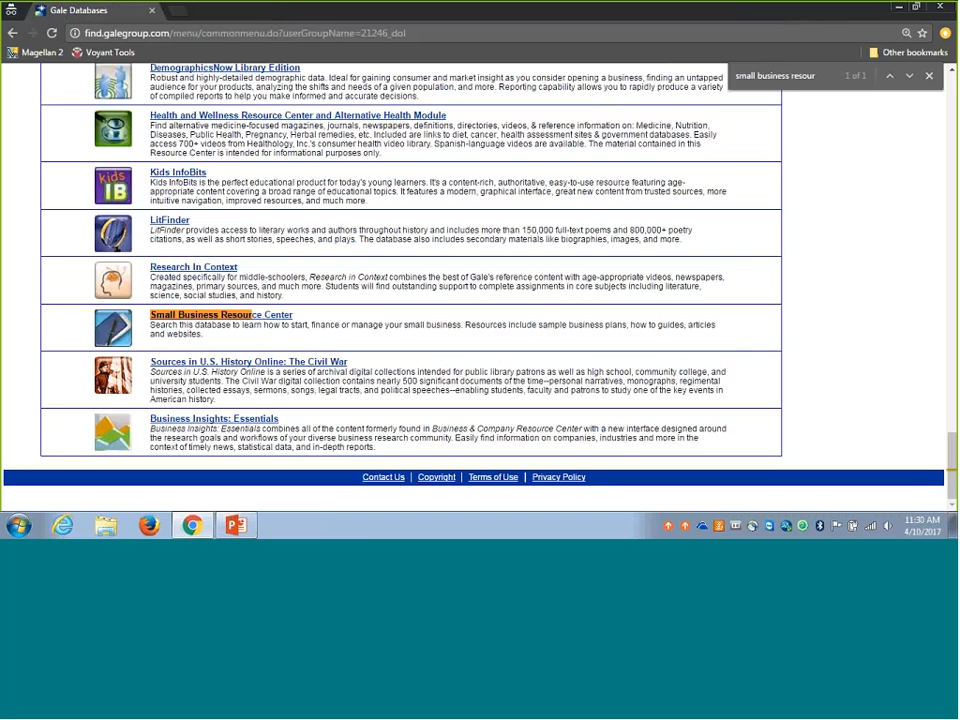 Gale Databases
find.galegroup.com/menu/commonmenu.do?userGroupName=21246_dol
Magellan 2 Voyant Tools Other bookmarks
small business resour 1 of 1
DemographicsNow Library Edition
Robust and highly-detailed demographic data. Ideal for gaining consumer and market insight as you consider opening a business, finding an untapped
audience for your products, analyzing the shifts and needs of a given population, and more. Reporting capability allows you to rapidly produce a variety
of compiled reports to help you make informed and accurate decisions.
Health and Wellness Resource Center and Alternative Health Module
Find alternative medicine-focused magazines, journals, newspapers, definitions, directories, videos, & reference information on: Medicine, Nutrition,
Diseases, Public Health, Pregnancy, Herbal remedies, etc. Included are links to diet, cancer, health assessment sites & government databases. Easily
access 700+ videos from Healthology, Inc.'s consumer health video library. Spanish-language videos are available. The material contained in this
Resource Center is intended for informational purposes only.
kids
IB
Kids InfoBits
Kids InfoBits is the perfect educational product for today's young learners. It's a content-rich, authoritative, easy-to-use resource featuring age-
appropriate content covering a broad range of educational topics. It features a modern, graphical interface, great new content from trusted sources, more
intuitive navigation, improved resources, and much more.
LitFinder
LitFinder provides access to literary works and authors throughout history and includes more than 150,000 full-text poems and 800,000+ poetry
citations, as well as short stories, speeches, and plays. The database also includes secondary materials like biographies, images, and more.
Research In Context
Created specifically for middle-schoolers, Research in Context combines the best of Gale's reference content with age-appropriate videos, newspapers,
magazines, primary sources, and much more. Students will find outstanding support to complete assignments in core subjects including literature,
science, social studies, and history.
Small Business Resource Center
Search this database to learn how to start, finance or manage your small business. Resources include sample business plans, how to guides, articles
and websites.
Sources in U.S. History Online: The Civil War
Sources in U.S. History Online is a series of archival digital collections intended for public library patrons as well as high school, community college, and
university students. The Civil War digital collection contains nearly 500 significant documents of the time--personal narratives, monographs, regimental
histories, collected essays, sermons, songs, legal tracts, and political speeches--enabling students, faculty and patrons to study one of the key events in
American history.
Business Insights: Essentials
Business Insights: Essentials combines all of the content formerly found in Business & Company Resource Center with a new interface designed around
the research goals and workflows of your diverse business research community. Easily find information on companies, industries and more in the
context of timely news, statistical data, and in-depth reports.
Contact Us | Copyright | Terms of Use | Privacy Policy
11:30 AM
4/10/2017